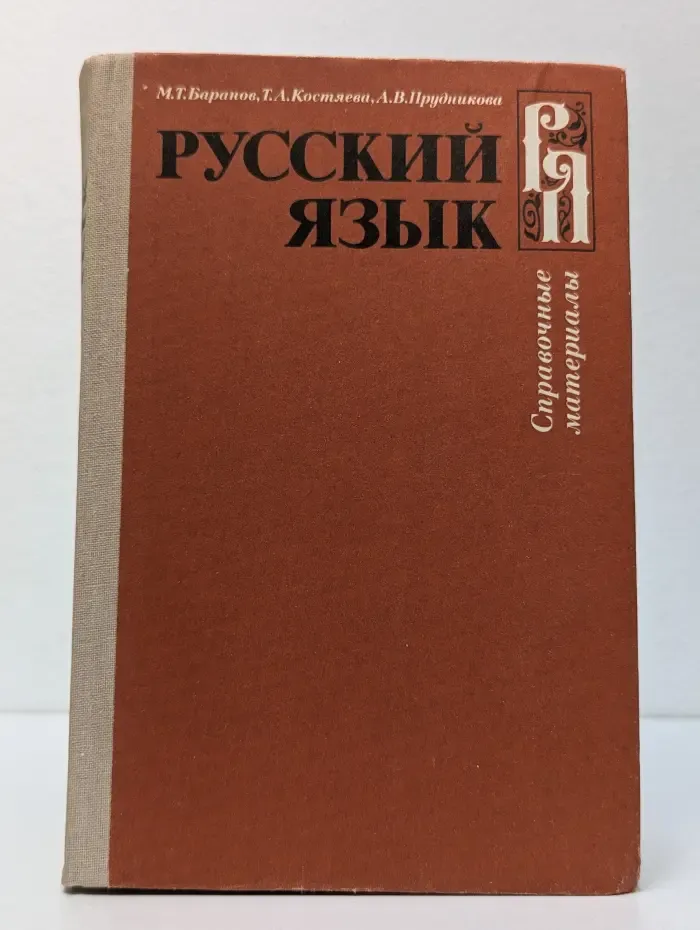 М.Т.Баранов, Т.А.Костяева, А.В.Прудникова
РУССКИЙ
ЯЗЫК
РЯ
Справочные
материалы